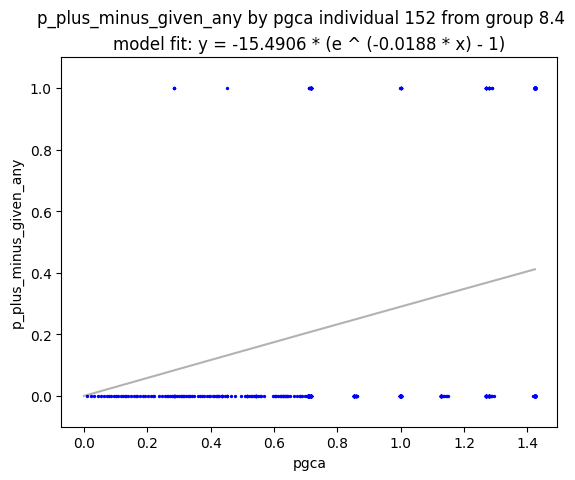 p_plus_minus_given_any by pgca individual 152 from group 8.4
model fit: y = -15.4906 * (e ^ (-0.0188 * x) - 1)
1.0
0.8
0.6
0.4
0.2
0.0
p_plus_minus_given_any
0.0 0.2 0.4 0.6 0.8 1.0 1.2 1.4
pgca